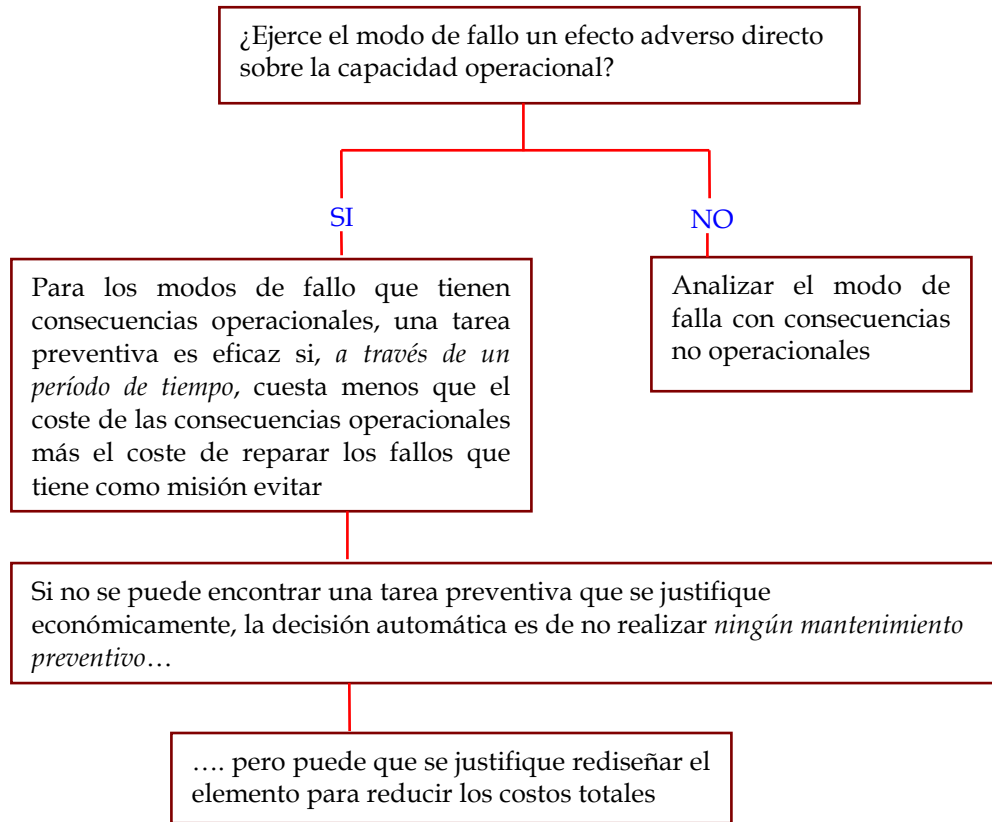 ¿Ejerce el modo de fallo un efecto adverso directo
sobre la capacidad operacional?
SI
NO
Para los modos de fallo que tienen
consecuencias operacionales, una tarea
preventiva es eficaz si, a través de un
período de tiempo, cuesta menos que el
coste de las consecuencias operacionales
más el coste de reparar los fallos que
tiene como misión evitar
Analizar el modo de
falla con consecuencias
no operacionales
Si no se puede encontrar una tarea preventiva que se justifique
económicamente, la decisión automática es de no realizar ningún mantenimiento
preventivo…
…. pero puede que se justifique rediseñar el
elemento para reducir los costos totales